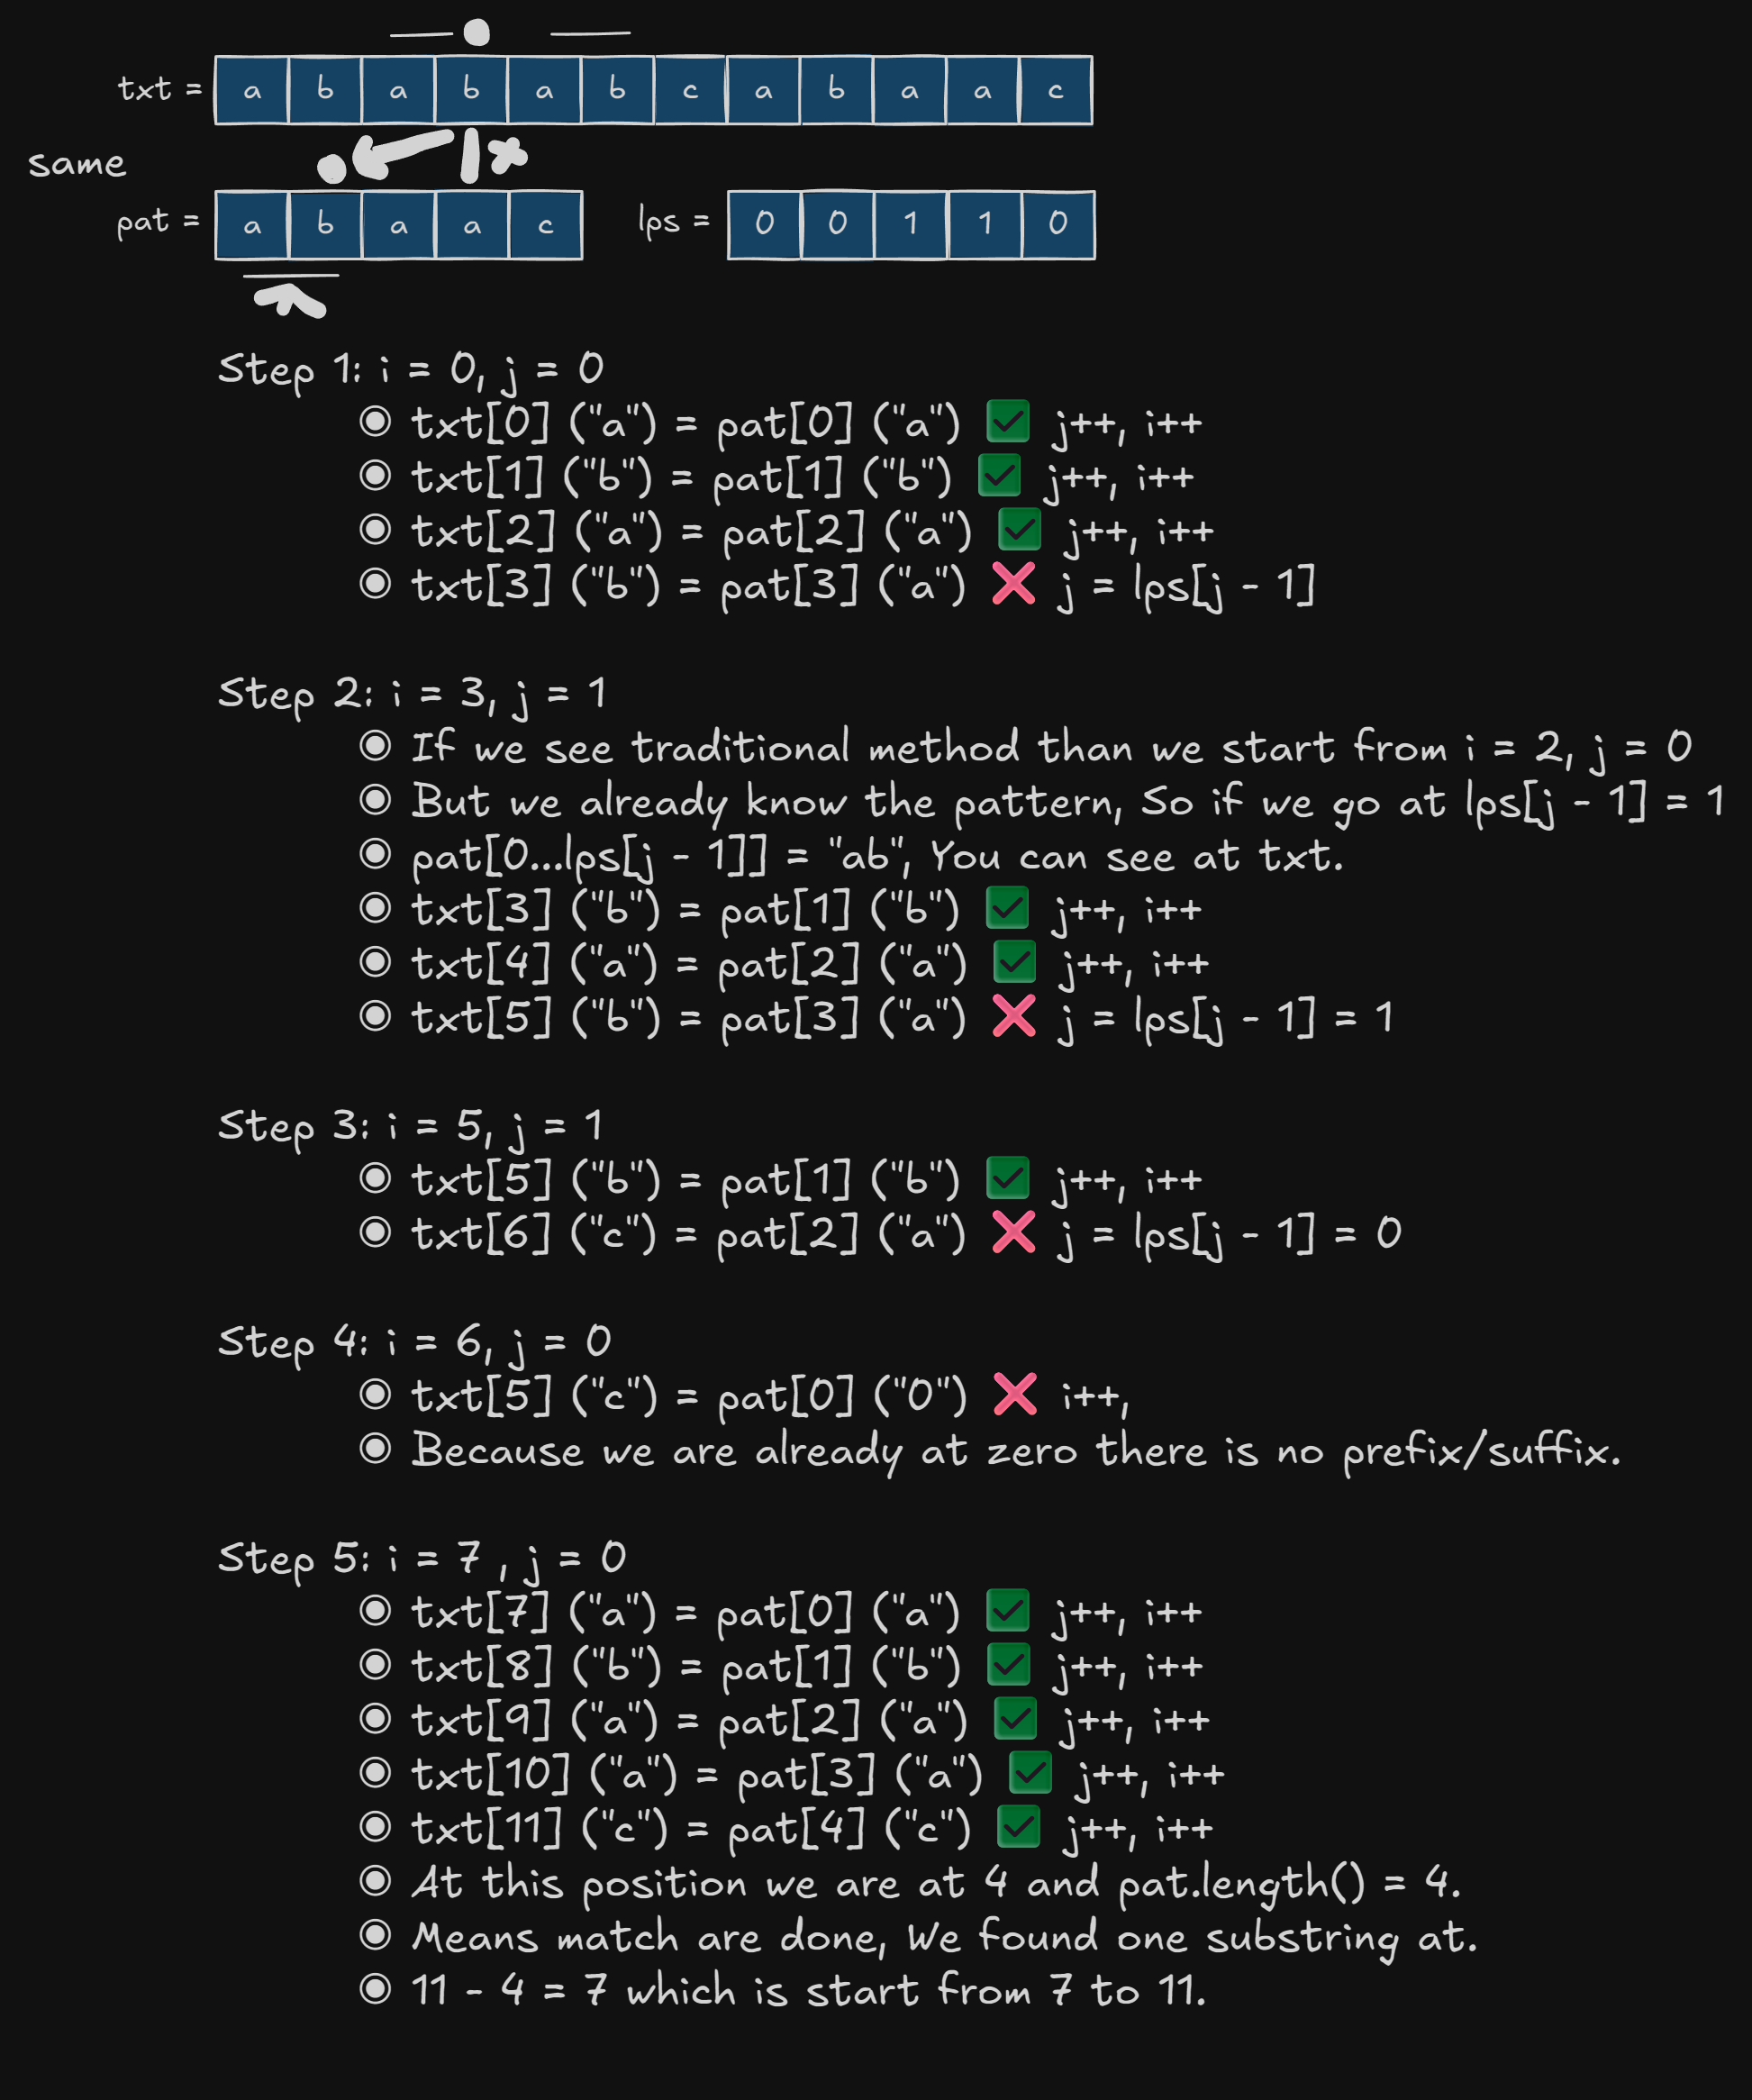 txt = a b a b a b c a b a a c
same
pat = a b a a c lps = 0 0 1 1 0
Step 1: i = 0, j = 0
txt[0] ("a") = pat[0] ("a") ✅ j++, i++
txt[1] ("b") = pat[1] ("b") ✅ j++, i++
txt[2] ("a") = pat[2] ("a") ✅ j++, i++
txt[3] ("b") = pat[3] ("a") ❌ j = lps[j - 1]
Step 2: i = 3, j = 1
If we see traditional method than we start from i = 2, j = 0
But we already know the pattern, So if we go at lps[j - 1] = 1
pat[0...lps[j - 1]] = "ab", You can see at txt.
txt[3] ("b") = pat[1] ("b") ✅ j++, i++
txt[4] ("a") = pat[2] ("a") ✅ j++, i++
txt[5] ("b") = pat[3] ("a") ❌ j = lps[j - 1] = 1
Step 3: i = 5, j = 1
txt[5] ("b") = pat[1] ("b") ✅ j++, i++
txt[6] ("c") = pat[2] ("a") ❌ j = lps[j - 1] = 0
Step 4: i = 6, j = 0
txt[5] ("c") = pat[0] ("0") ❌ i++,
Because we are already at zero there is no prefix/suffix.
Step 5: i = 7 , j = 0
txt[7] ("a") = pat[0] ("a") ✅ j++, i++
txt[8] ("b") = pat[1] ("b") ✅ j++, i++
txt[9] ("a") = pat[2] ("a") ✅ j++, i++
txt[10] ("a") = pat[3] ("a") ✅ j++, i++
txt[11] ("c") = pat[4] ("c") ✅ j++, i++
At this position we are at 4 and pat.length() = 4.
Means match are done, We found one substring at.
11 - 4 = 7 which is start from 7 to 11.